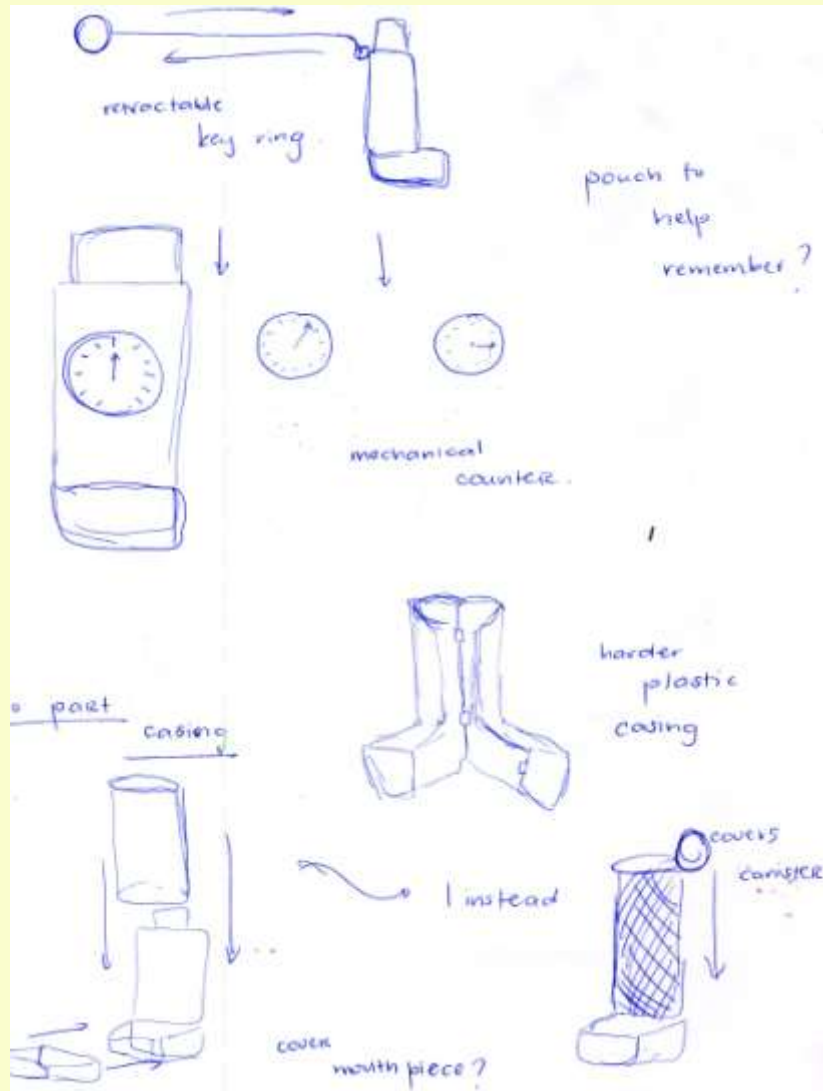 retractable
key ring.
pouch to
help
remember?
mechanical
counter.
harder
plastic
casing
part
casing
covers
canister
1 instead
cover
mouth piece?